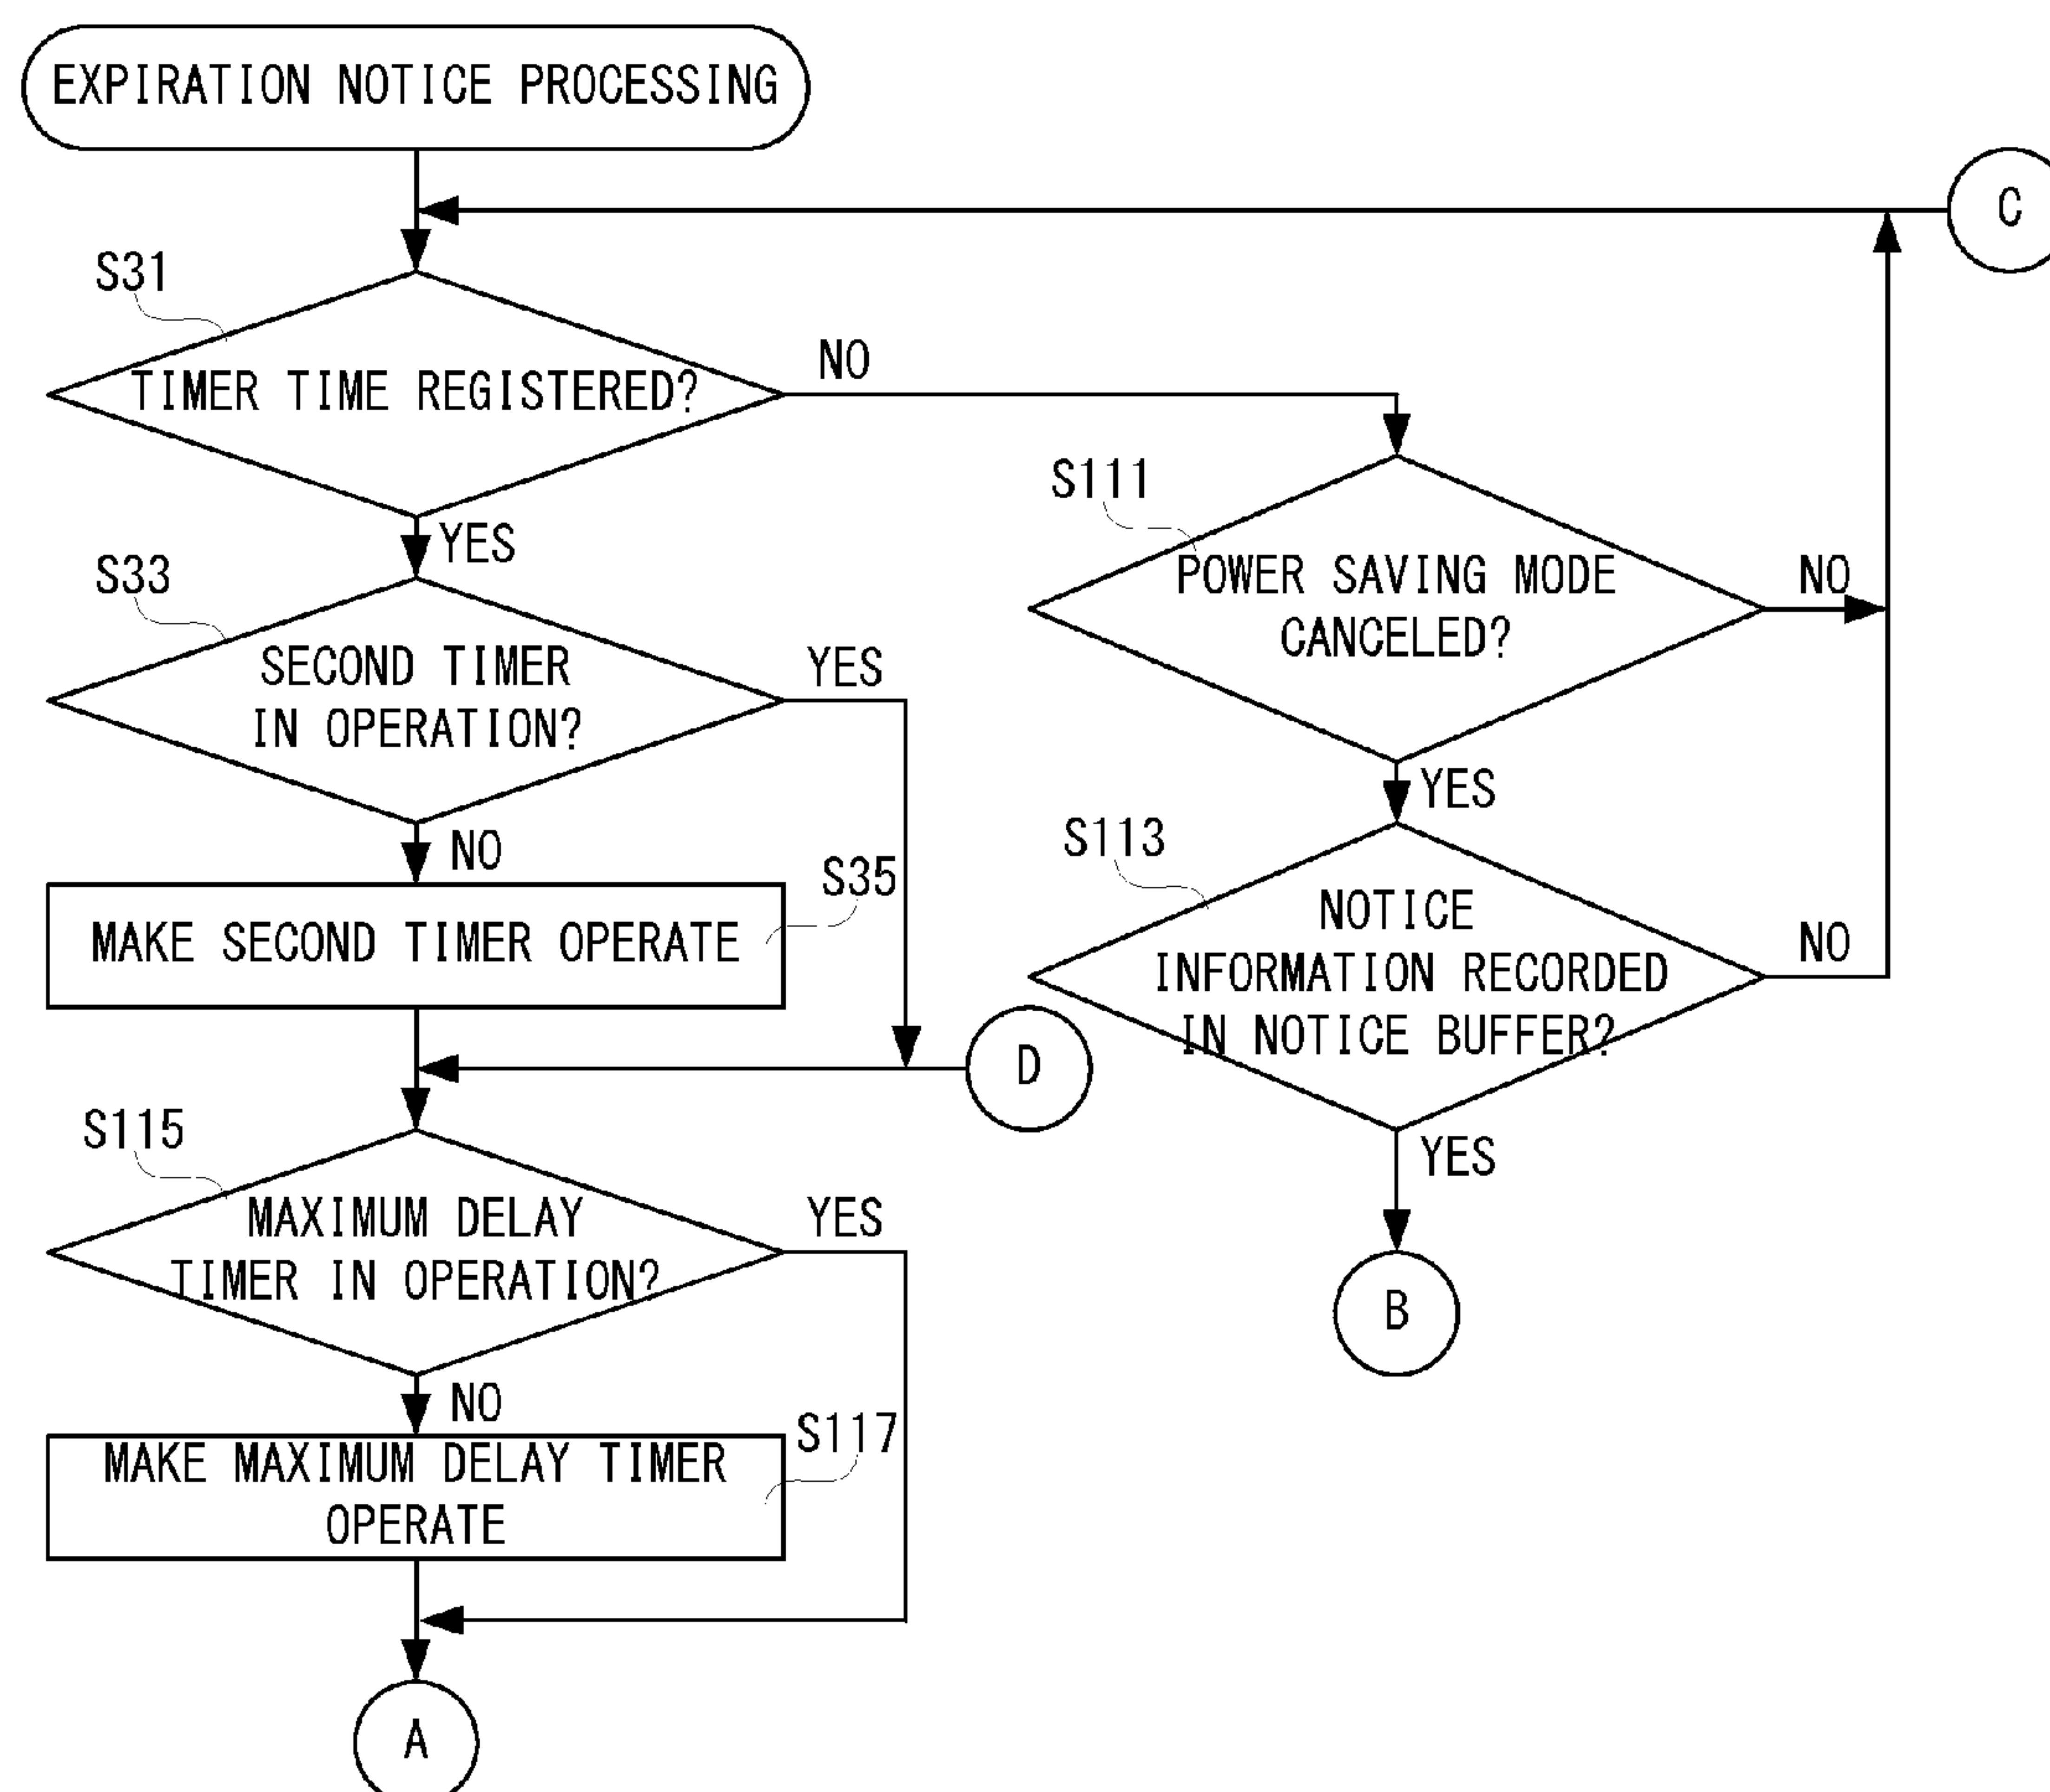 EXPIRATION NOTICE PROCESSING
C
S31
TIMER TIME REGISTERED?
NO
S111
POWER SAVING MODE
CANCELED?
NO
YES
S33
SECOND TIMER
IN OPERATION?
YES
YES
S113
NOTICE
INFORMATION RECORDED
IN NOTICE BUFFER?
NO
NO
S35
MAKE SECOND TIMER OPERATE
D
YES
S115
MAXIMUM DELAY
TIMER IN OPERATION?
YES
B
NO
S117
MAKE MAXIMUM DELAY TIMER
OPERATE
A